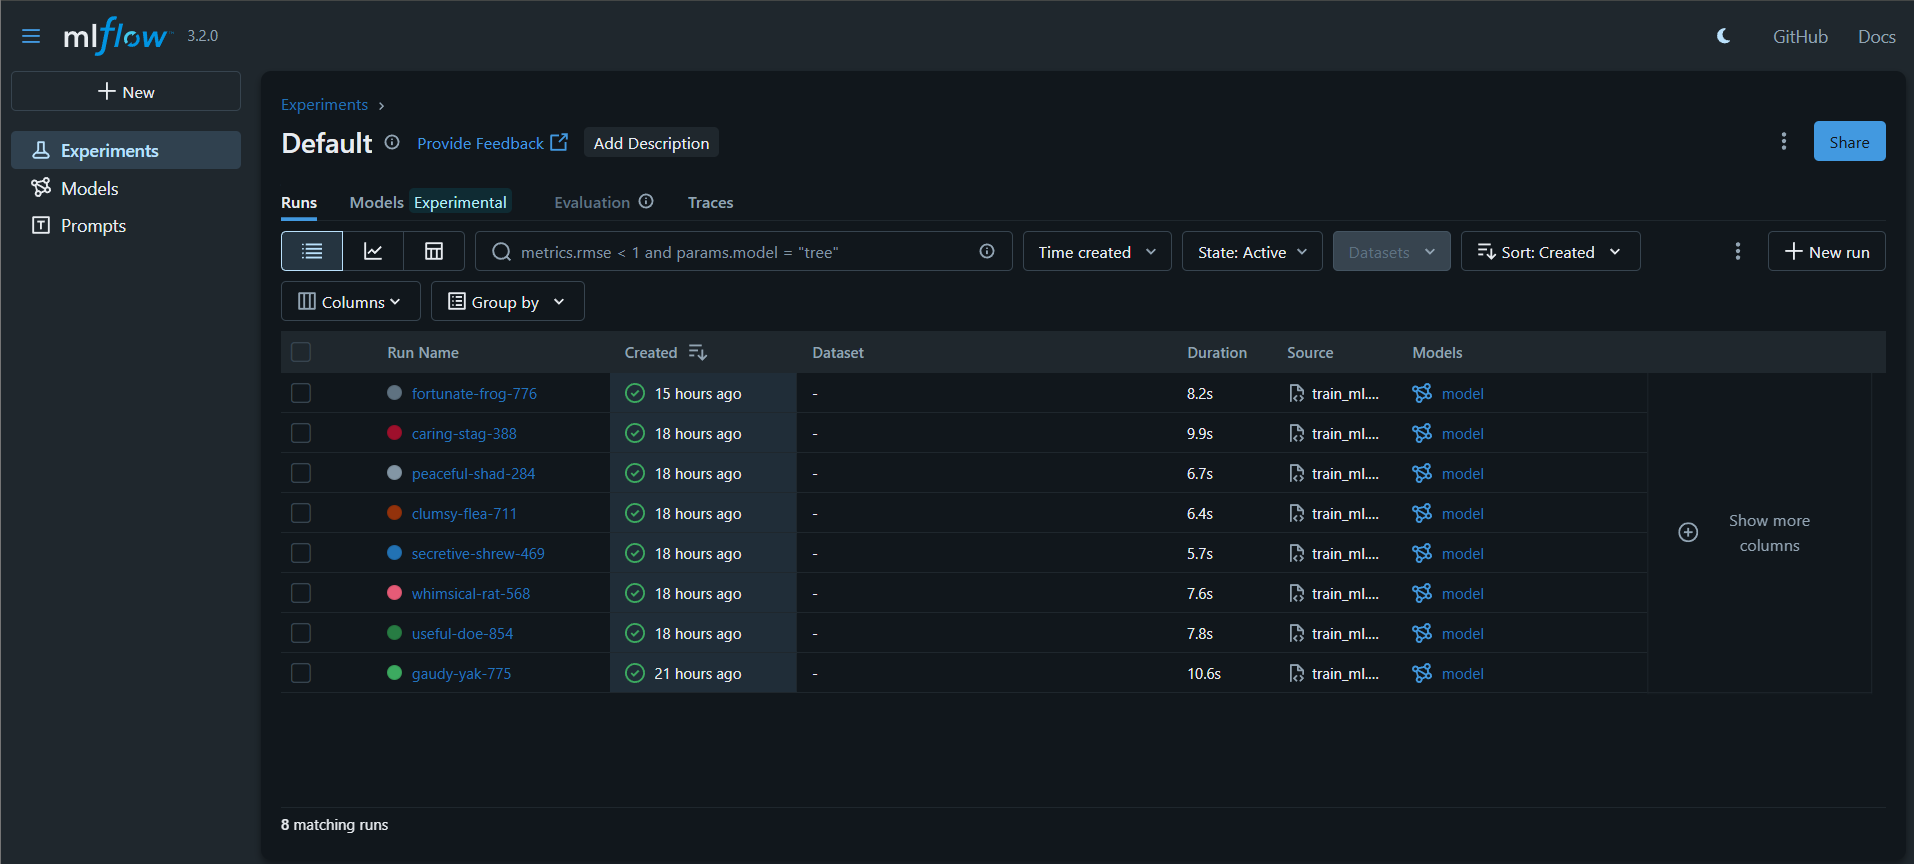 mlflow 3.2.0 GitHub Docs
New
Experiments
Models
Prompts
Experiments
Default Provide Feedback Add Description Share
Runs Models Experimental Evaluation Traces
metrics.rmse < 1 and params.model = "tree" Time created State: Active Datasets Sort: Created New run
Columns Group by
Run Name Created Dataset Duration Source Models
fortunate-frog-776 15 hours ago - 8.2s train_ml.... model
caring-stag-388 18 hours ago - 9.9s train_ml.... model
peaceful-shad-284 18 hours ago - 6.7s train_ml.... model
clumsy-flea-711 18 hours ago - 6.4s train_ml.... model
secretive-shrew-469 18 hours ago - 5.7s train_ml.... model
whimsical-rat-568 18 hours ago - 7.6s train_ml.... model
useful-doe-854 18 hours ago - 7.8s train_ml.... model
gaudy-yak-775 21 hours ago - 10.6s train_ml.... model
Show more
columns
8 matching runs